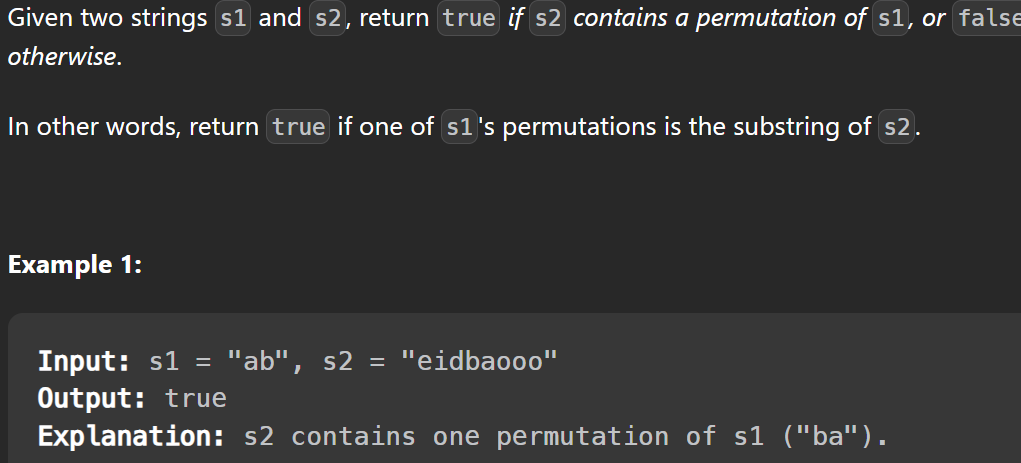 Given two strings s1 and s2, return true if s2 contains a permutation of s1, or false
otherwise.
In other words, return true if one of s1's permutations is the substring of s2.
Example 1:
Input: s1 = "ab", s2 = "eidbaooo"
Output: true
Explanation: s2 contains one permutation of s1 ("ba").